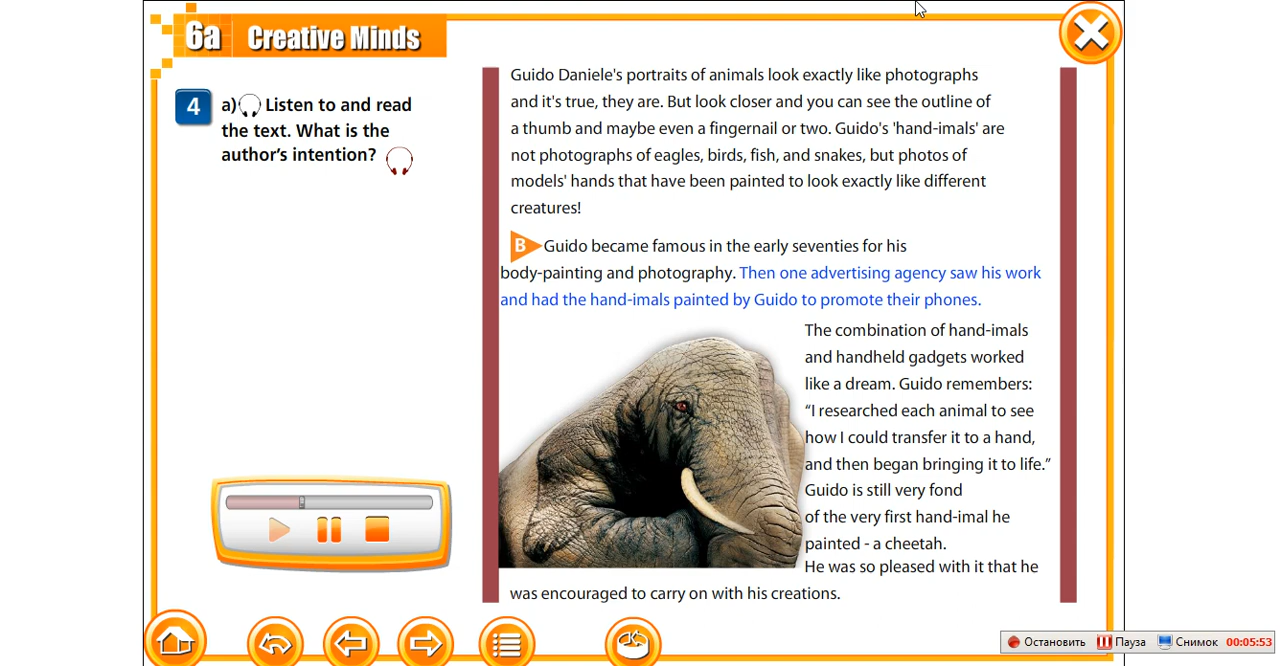 6a Creative Minds
4 a) Listen to and read
the text. What is the
author's intention?
Guido Daniele's portraits of animals look exactly like photographs
and it's true, they are. But look closer and you can see the outline of
a thumb and maybe even a fingernail or two. Guido's 'hand-imals' are
not photographs of eagles, birds, fish, and snakes, but photos of
models' hands that have been painted to look exactly like different
creatures!
B Guido became famous in the early seventies for his
body-painting and photography. Then one advertising agency saw his work
and had the hand-imals painted by Guido to promote their phones.
The combination of hand-imals
and handheld gadgets worked
like a dream. Guido remembers:
“I researched each animal to see
how I could transfer it to a hand,
and then began bringing it to life.”
Guido is still very fond
of the very first hand-imal he
painted - a cheetah.
He was so pleased with it that he
was encouraged to carry on with his creations.
Остановить Пауза Снимок 00:05:53